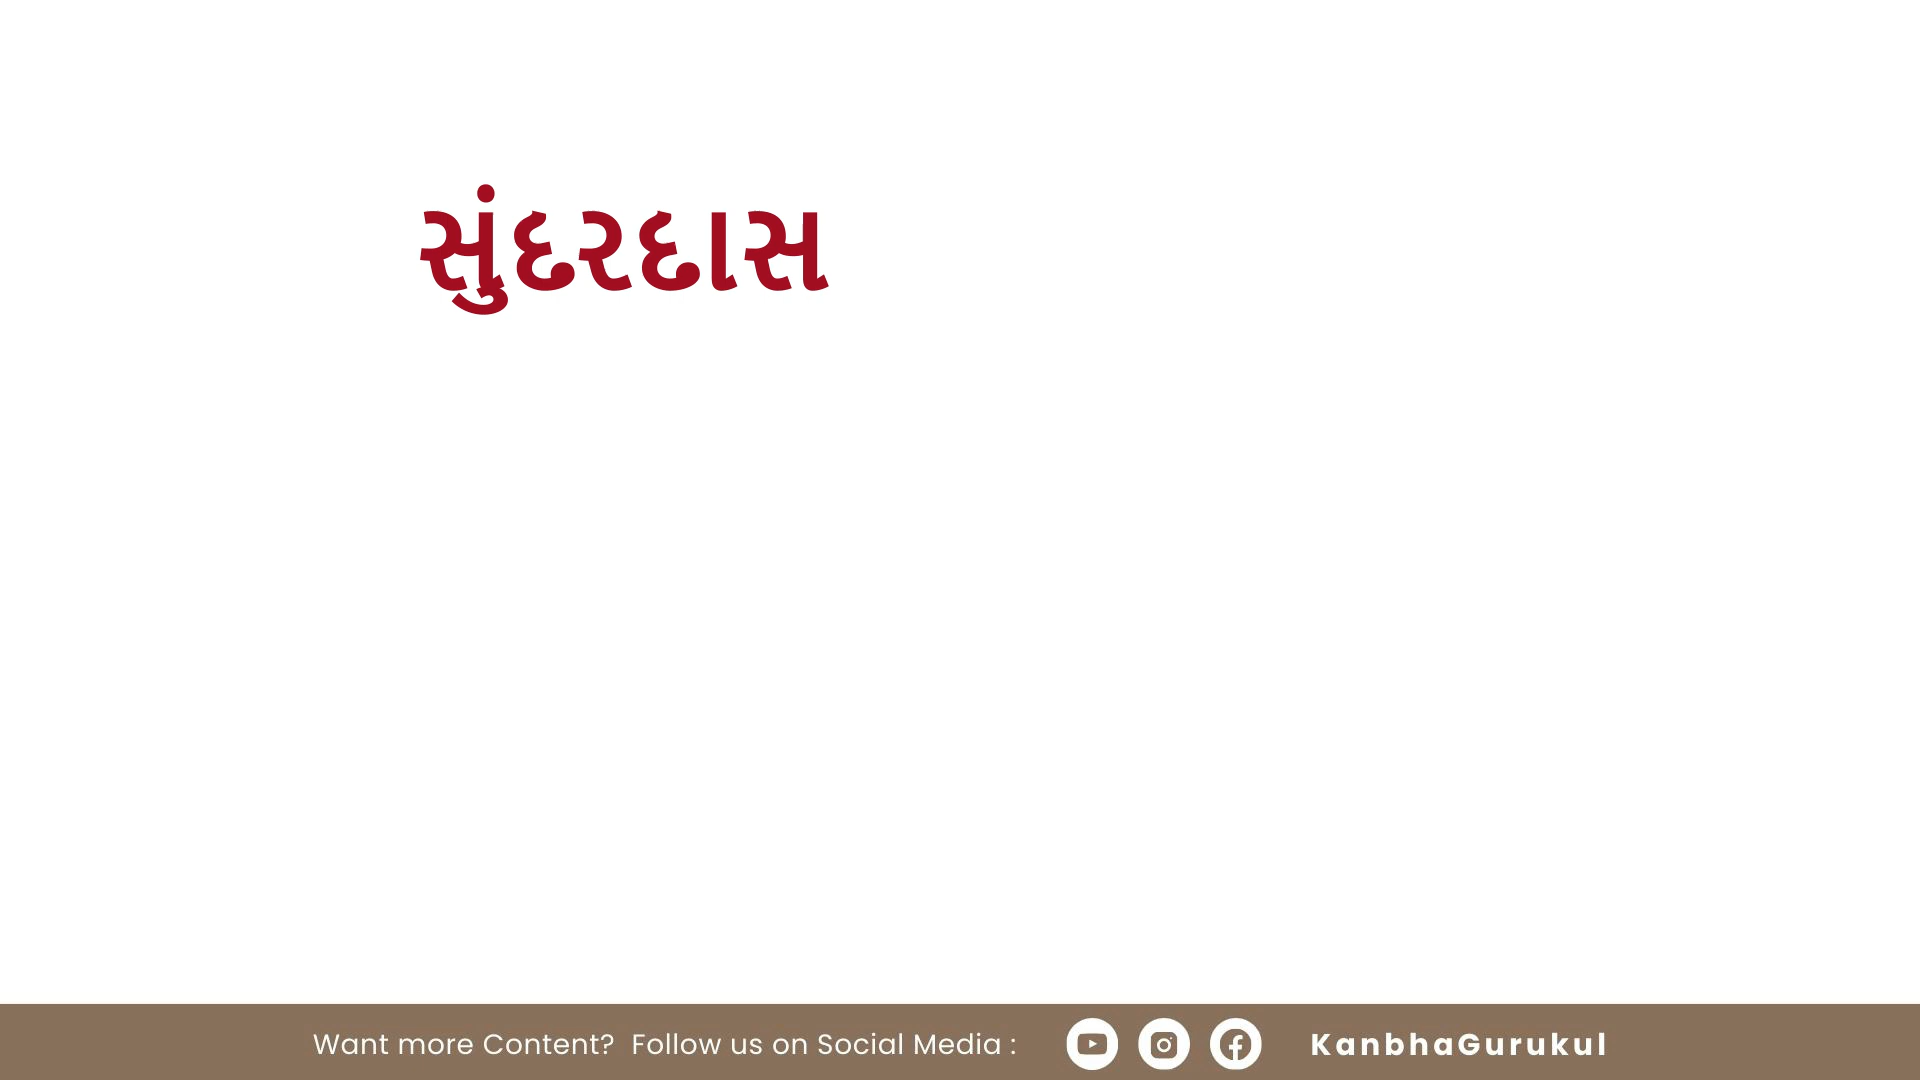 સુંદરદાસ
Want more Content? Follow us on Social Media : KanbhaGurukul